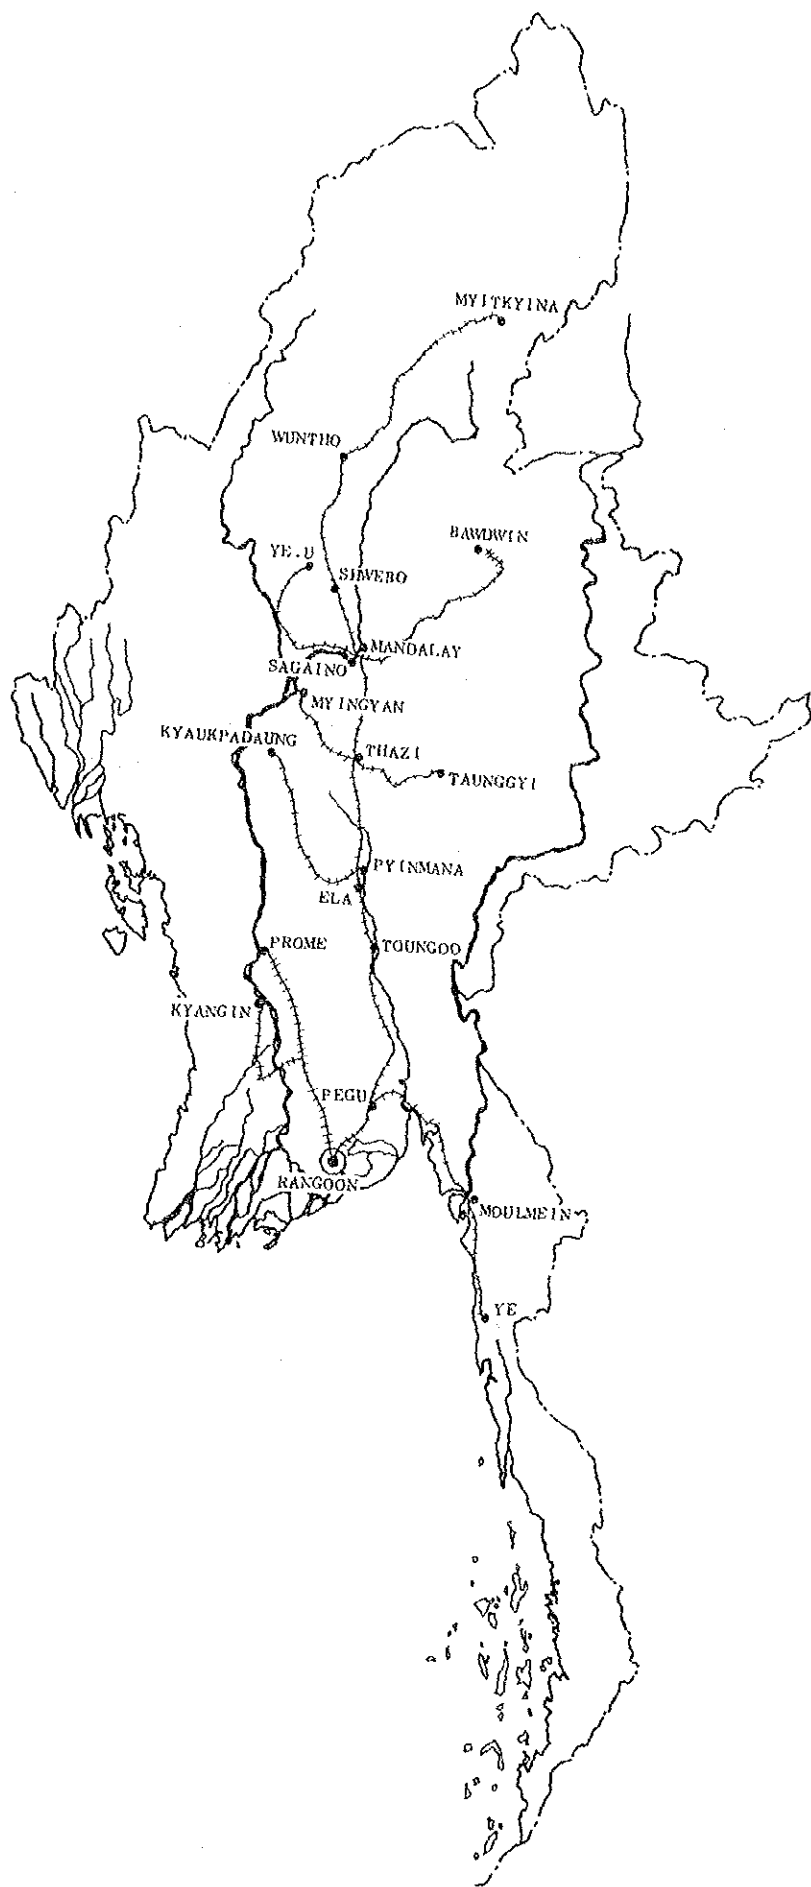 MYITKYINA
WUNTHO
BAWDWIN
YE.U
SHWEBO
MANDALAY
SAGAINO
MYINGYAN
KYAUKPADAUNG
THAZI
TAUNGGYI
PYINMANA
ELA
PROME
TOUNGOO
KYANGIN
PEGU
RANGOON
MOULMEIN
YE